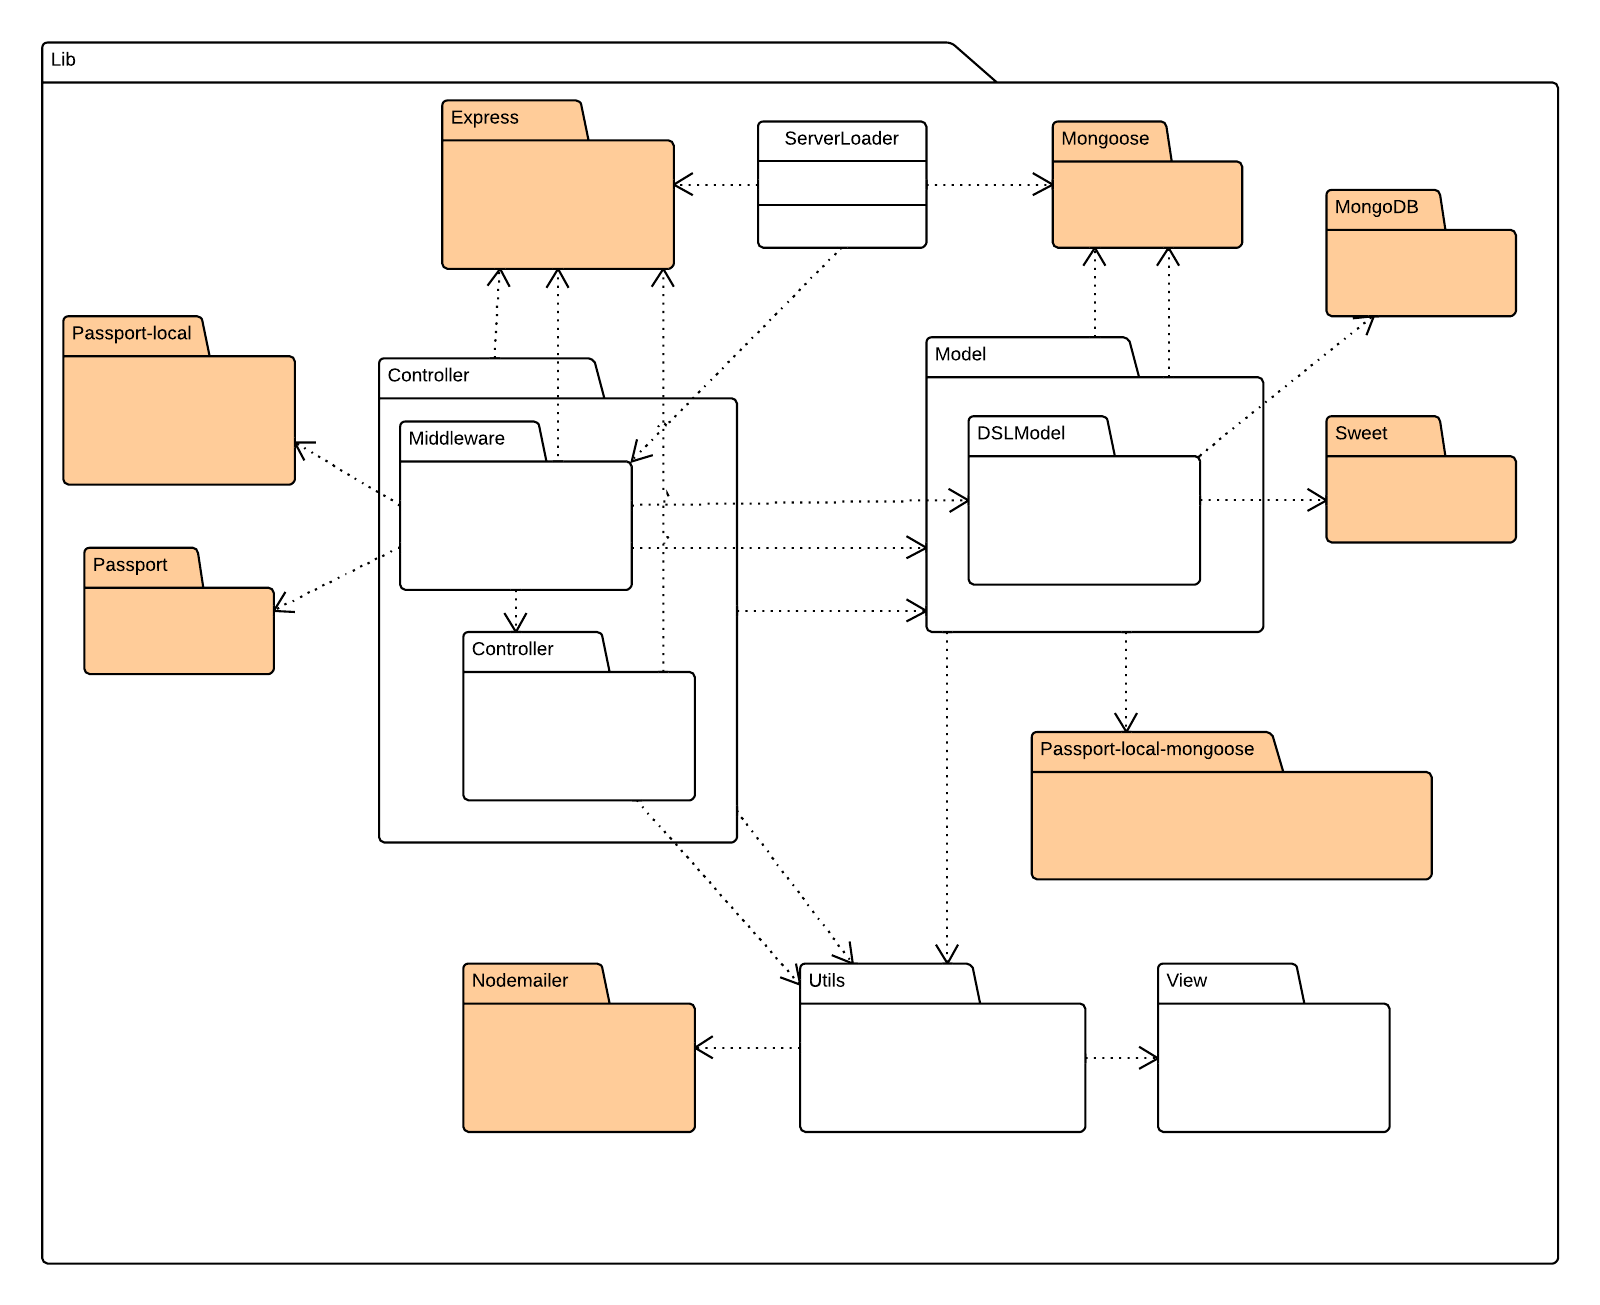 Lib
Express
ServerLoader
Mongoose
MongoDB
Passport-local
Controller
Model
Middleware
DSLModel
Sweet
Passport
Controller
Passport-local-mongoose
Nodemailer
Utils
View